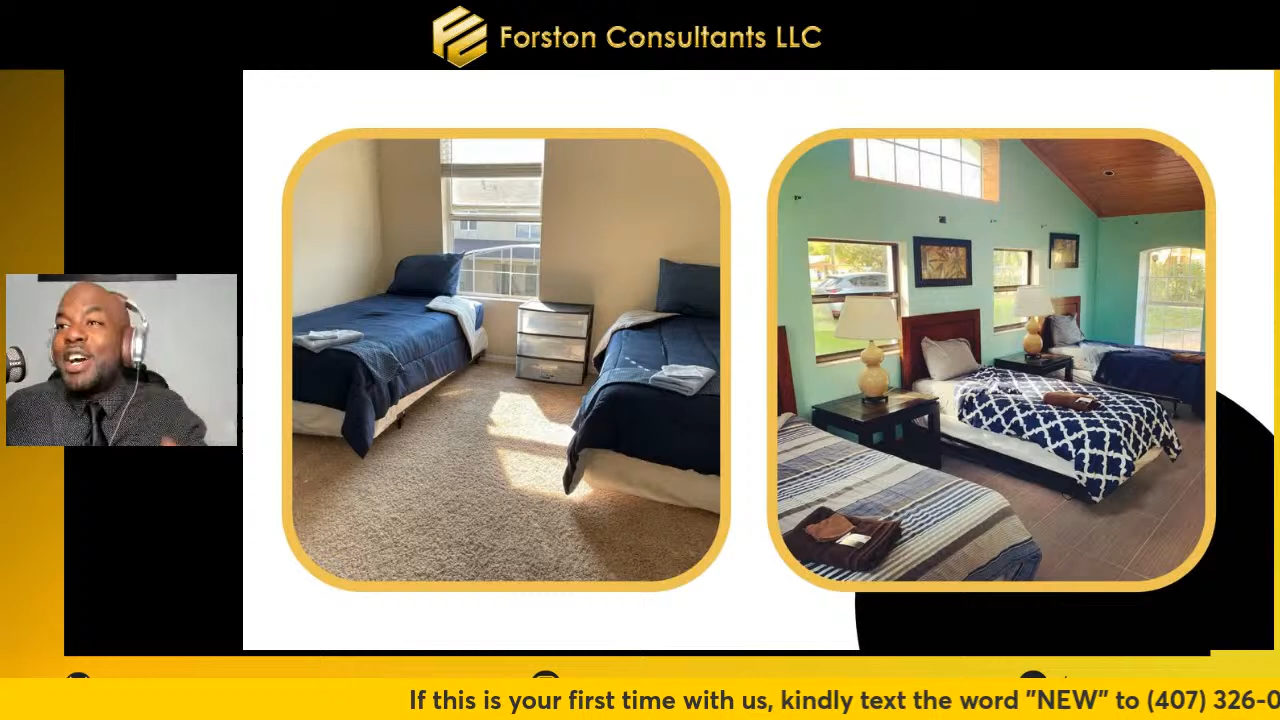 Forston Consultants LLC
If this is your first time with us, kindly text the word "NEW" to (407) 326-